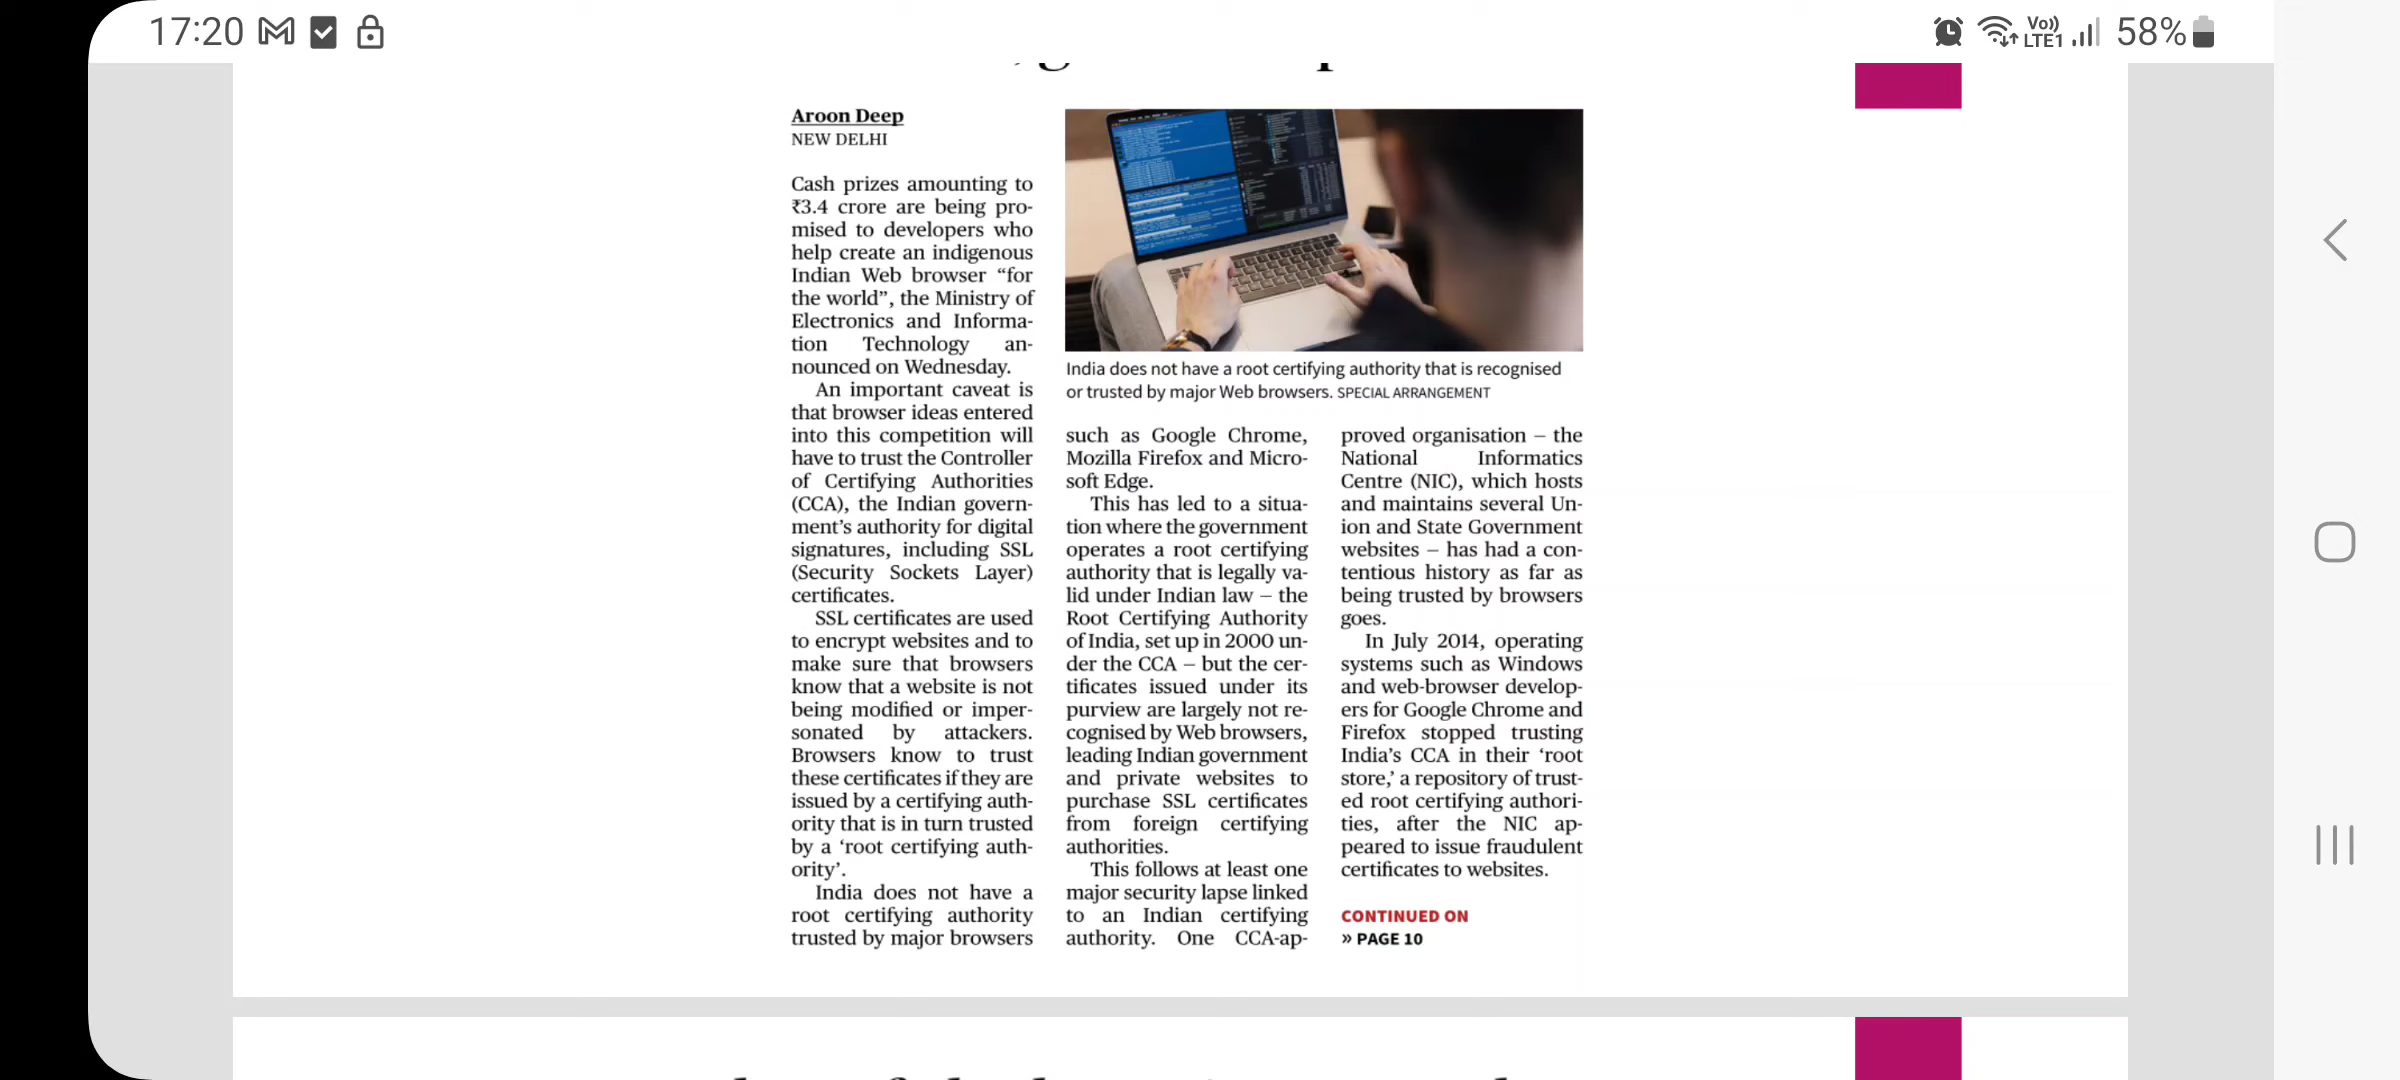 17:20
Vo))
LTE1
58%
Aroon Deep
NEW DELHI
Cash prizes amounting to
₹3.4 crore are being pro-
mised to developers who
help create an indigenous
Indian Web browser “for
the world”, the Ministry of
Electronics and Informa-
tion Technology an-
nounced on Wednesday.
An important caveat is
that browser ideas entered
into this competition will
have to trust the Controller
of Certifying Authorities
(CCA), the Indian govern-
ment’s authority for digital
signatures, including SSL
(Security Sockets Layer)
certificates.
SSL certificates are used
to encrypt websites and to
make sure that browsers
know that a website is not
being modified or imper-
sonated by attackers.
Browsers know to trust
these certificates if they are
issued by a certifying auth-
ority that is in turn trusted
by a ‘root certifying auth-
ority’.
India does not have a
root certifying authority
trusted by major browsers
India does not have a root certifying authority that is recognised
or trusted by major Web browsers. SPECIAL ARRANGEMENT
such as Google Chrome,
Mozilla Firefox and Micro-
soft Edge.
This has led to a situa-
tion where the government
operates a root certifying
authority that is legally va-
lid under Indian law – the
Root Certifying Authority
of India, set up in 2000 un-
der the CCA – but the cer-
tificates issued under its
purview are largely not re-
cognised by Web browsers,
leading Indian government
and private websites to
purchase SSL certificates
from foreign certifying
authorities.
This follows at least one
major security lapse linked
to an Indian certifying
authority. One CCA-ap-
proved organisation – the
National Informatics
Centre (NIC), which hosts
and maintains several Un-
ion and State Government
websites – has had a con-
tentious history as far as
being trusted by browsers
goes.
In July 2014, operating
systems such as Windows
and web-browser develop-
ers for Google Chrome and
Firefox stopped trusting
India’s CCA in their ‘root
store,’ a repository of trust-
ed root certifying authori-
ties, after the NIC ap-
peared to issue fraudulent
certificates to websites.
CONTINUED ON
» PAGE 10